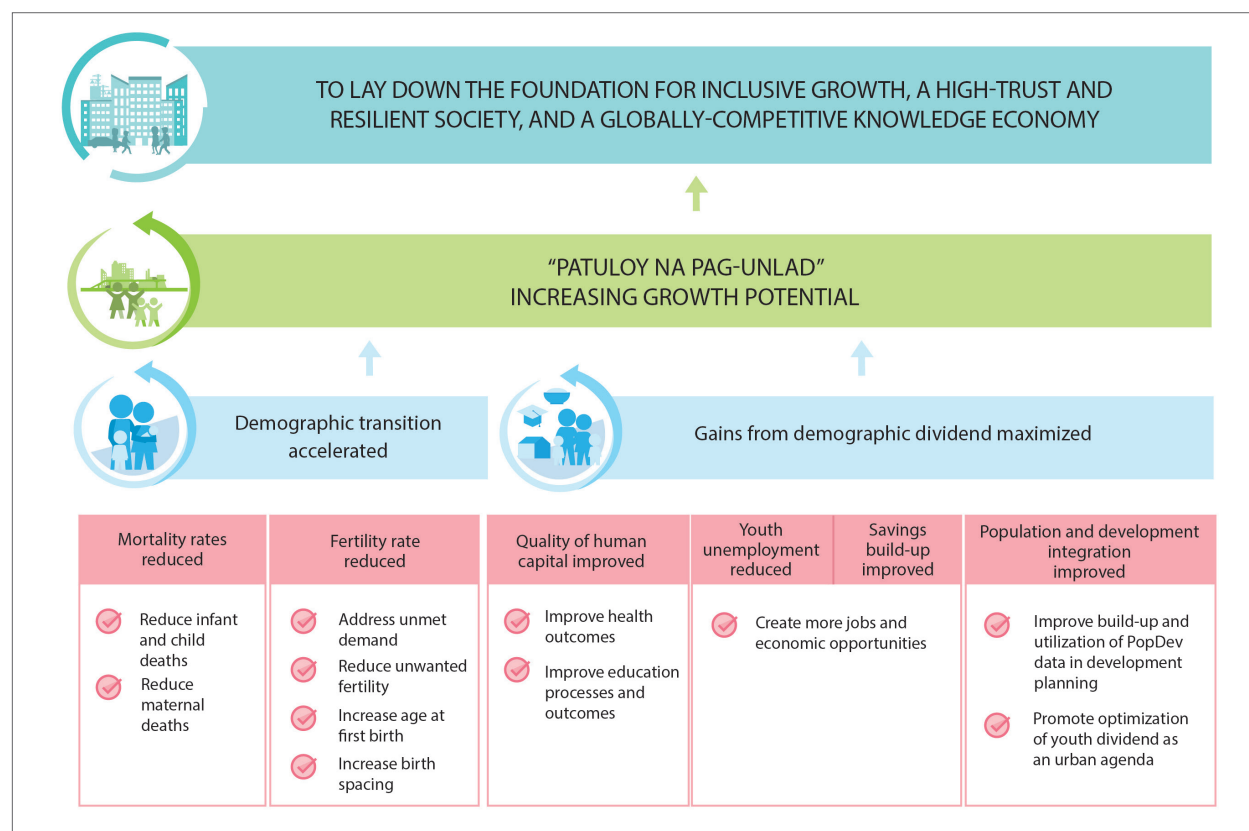 TO LAY DOWN THE FOUNDATION FOR INCLUSIVE GROWTH, A HIGH-TRUST AND
RESILIENT SOCIETY, AND A GLOBALLY-COMPETITIVE KNOWLEDGE ECONOMY
“PATULOY NA PAG-UNLAD”
INCREASING GROWTH POTENTIAL
Demographic transition
accelerated
Gains from demographic dividend maximized
Mortality rates
reduced
Reduce infant
and child
deaths
Reduce
maternal
deaths
Fertility rate
reduced
Address unmet
demand
Reduce unwanted
fertility
Increase age at
first birth
Increase birth
spacing
Quality of human
capital improved
Improve health
outcomes
Improve education
processes and
outcomes
Youth
unemployment
reduced
Savings
build-up
improved
Create more jobs and
economic opportunities
Population and development
integration
improved
Improve build-up and
utilization of PopDev
data in development
planning
Promote optimization
of youth dividend as
an urban agenda